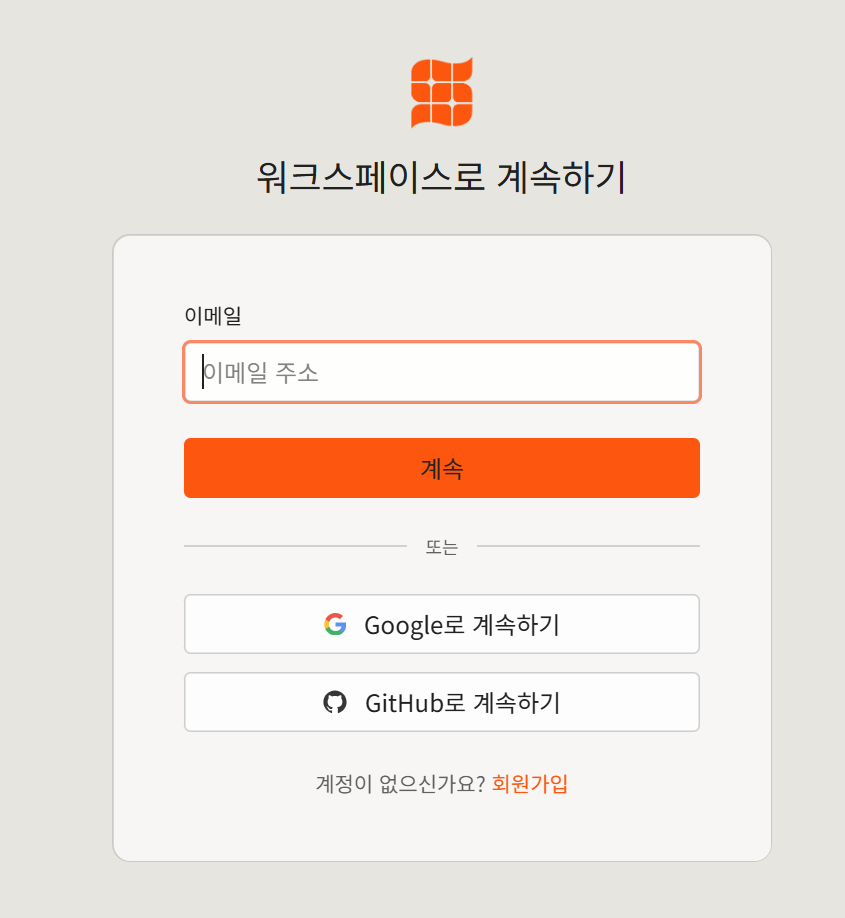 워크스페이스로 계속하기
이메일
이메일 주소
계속
또는
Google로 계속하기
GitHub로 계속하기
계정이 없으신가요? 회원가입